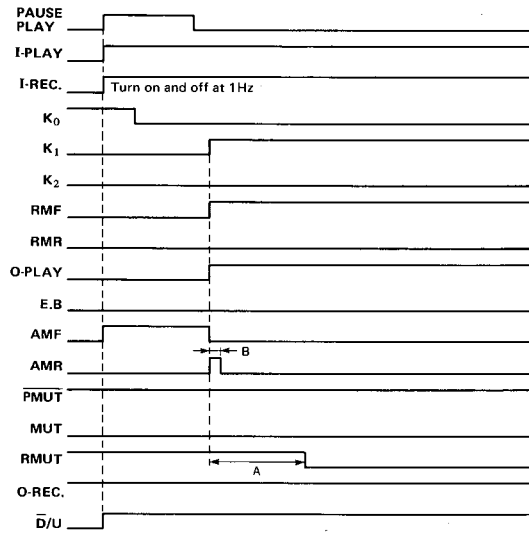 PAUSE
PLAY
I-PLAY
I-REC. Turn on and off at 1Hz
K₀
K₁
K₂
RMF
RMR
O-PLAY
E.B
AMF
B
AMR
P̅M̅U̅T̅
MUT
RMUT
A
O-REC.
D̅/U